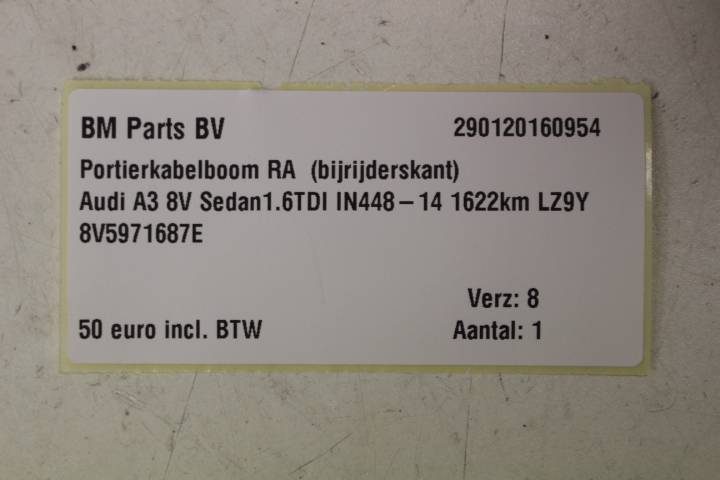 BM Parts BV 290120160954
Portierkabelboom RA (bijrijderskant)
Audi A3 8V Sedan1.6TDI IN448-14 1622km LZ9Y
8V5971687E
Verz: 8
50 euro incl. BTW Aantal: 1